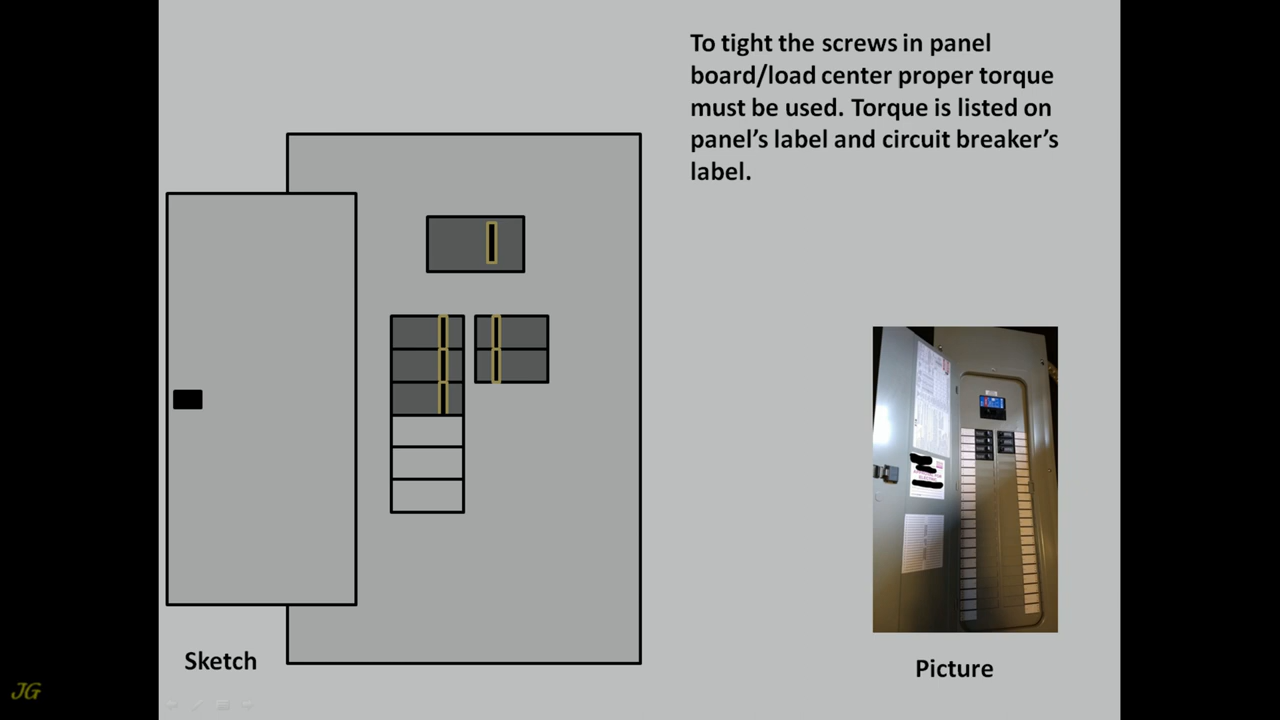 To tight the screws in panel
board/load center proper torque
must be used. Torque is listed on
panel's label and circuit breaker's
label.
Sketch
Picture
JG